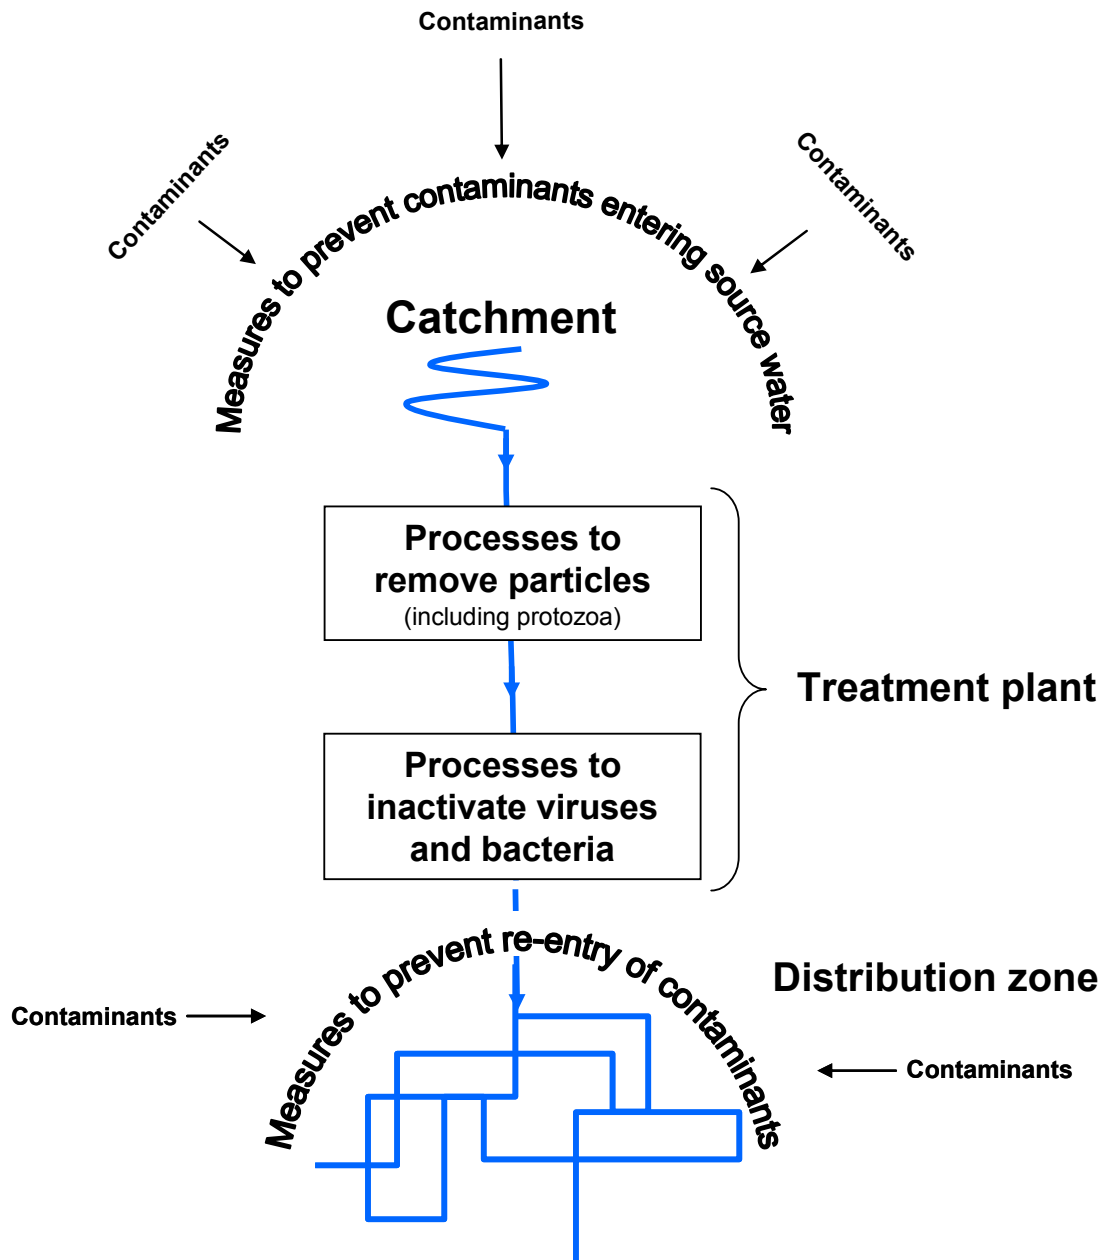 Contaminants
Contaminants
Contaminants
Measures to prevent contaminants entering source water
Catchment
Processes to
remove particles
(including protozoa)
Treatment plant
Processes to
inactivate viruses
and bacteria
Measures to prevent re-entry of contaminants
Distribution zone
Contaminants
Contaminants